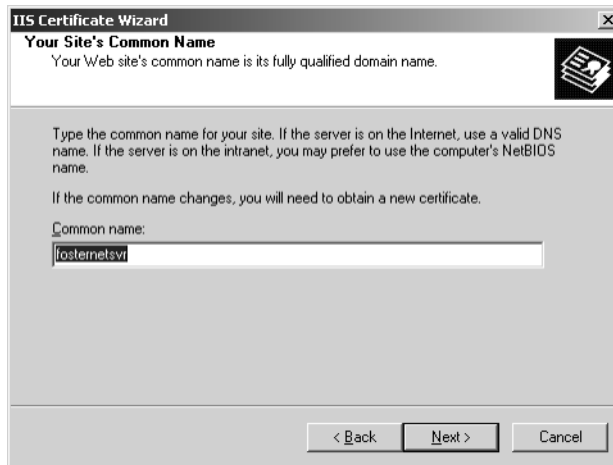 IIS Certificate Wizard
Your Site's Common Name
Your Web site's common name is its fully qualified domain name.
Type the common name for your site. If the server is on the Internet, use a valid DNS
name. If the server is on the intranet, you may prefer to use the computer's NetBIOS
name.
If the common name changes, you will need to obtain a new certificate.
Common name:
fosternetsvr
< Back Next > Cancel